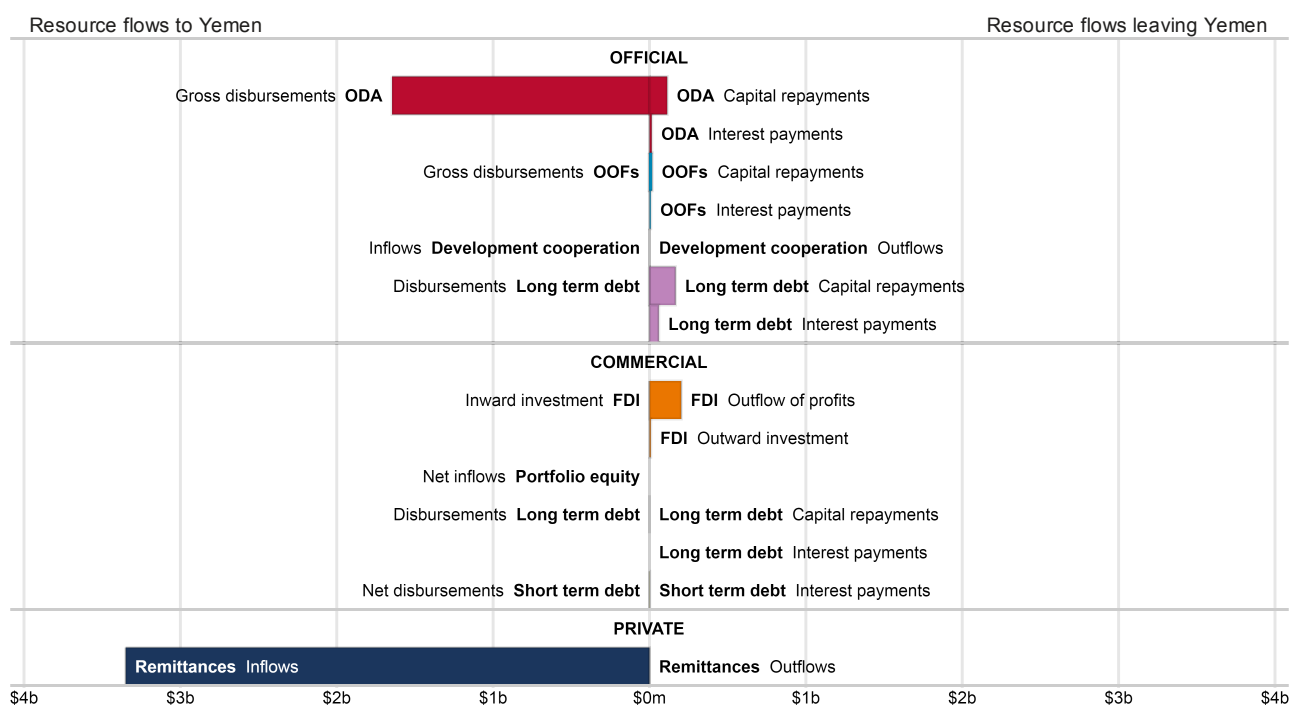 Resource flows to Yemen Resource flows leaving Yemen
OFFICIAL
Gross disbursements ODA ODA Capital repayments
ODA Interest payments
Gross disbursements OOFs OOFs Capital repayments
OOFs Interest payments
Inflows Development cooperation Development cooperation Outflows
Disbursements Long term debt Long term debt Capital repayments
Long term debt Interest payments
COMMERCIAL
Inward investment FDI FDI Outflow of profits
FDI Outward investment
Net inflows Portfolio equity
Disbursements Long term debt Long term debt Capital repayments
Long term debt Interest payments
Net disbursements Short term debt Short term debt Interest payments
PRIVATE
Remittances Inflows Remittances Outflows
$4b $3b $2b $1b $0m $1b $2b $3b $4b